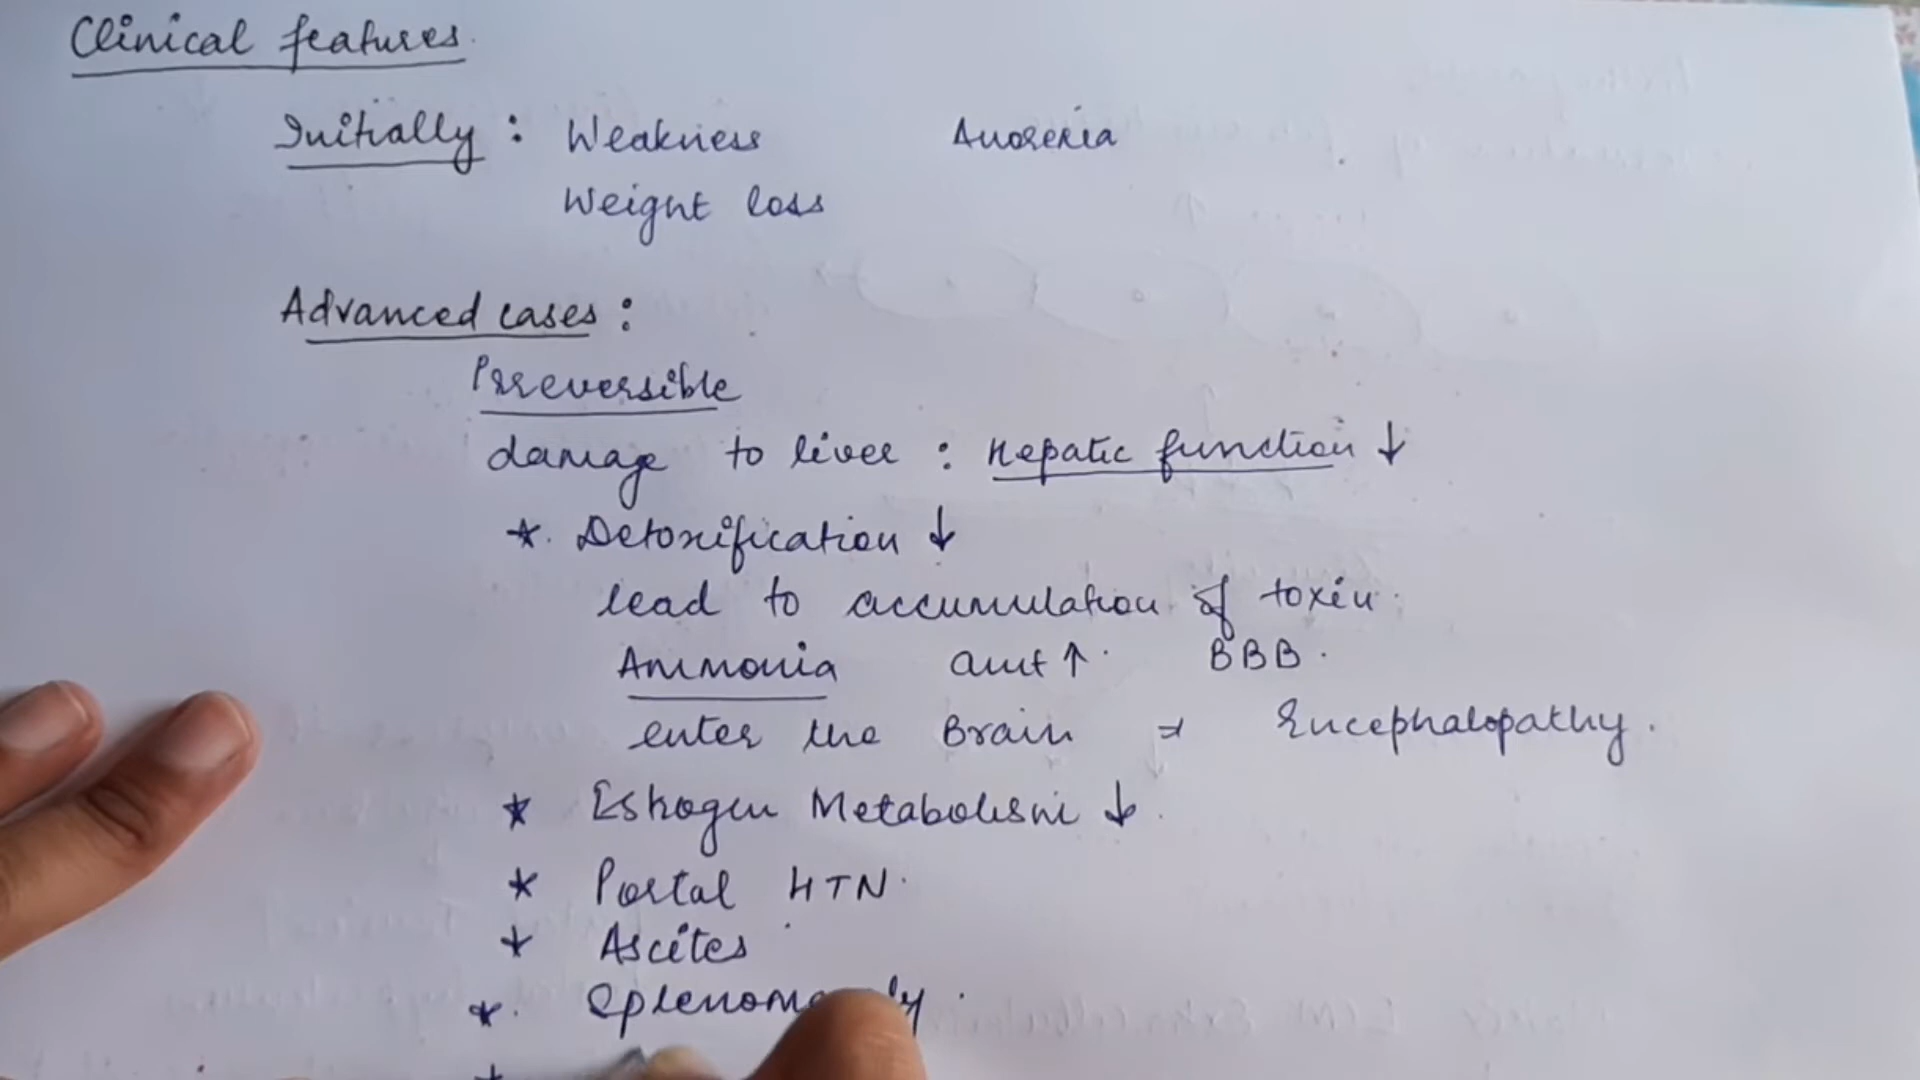 Clinical features.
Initially : Weakness Anorexia
Weight loss
Advanced cases :
Irreversible
damage to liver : Hepatic function ↓
*. Detoxification ↓
lead to accumulation of toxin.
Ammonia amt ↑. BBB.
enter the Brain → Encephalopathy.
* Estrogen Metabolism ↓.
* Portal HTN.
* Ascites
*.